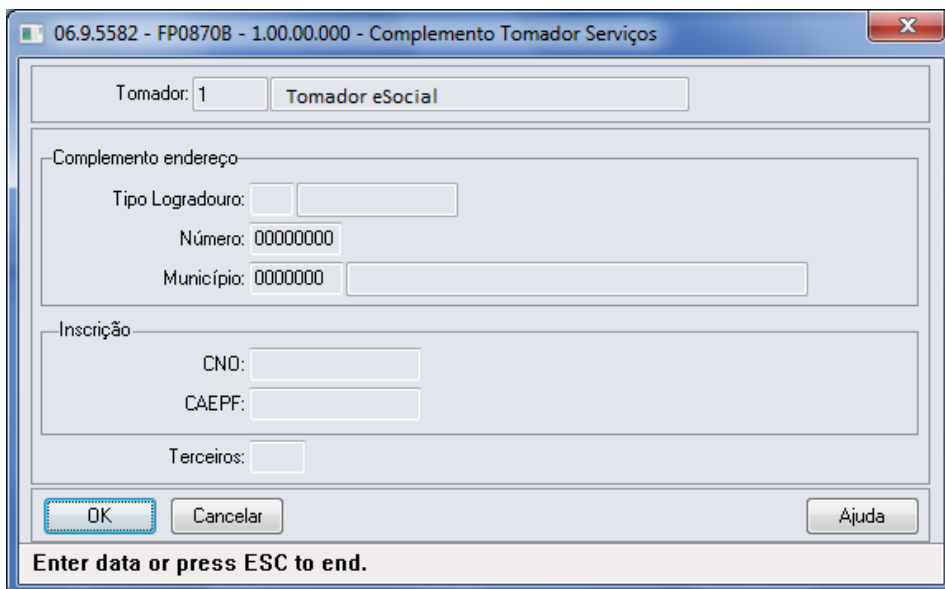 06.9.5582 - FP0870B - 1.00.00.000 - Complemento Tomador Serviços
x
Tomador: 1 Tomador eSocial
Complemento endereço
Tipo Logradouro:
Número: 00000000
Município: 0000000
Inscrição
CNO:
CAEPF:
Terceiros:
OK Cancelar Ajuda
Enter data or press ESC to end.